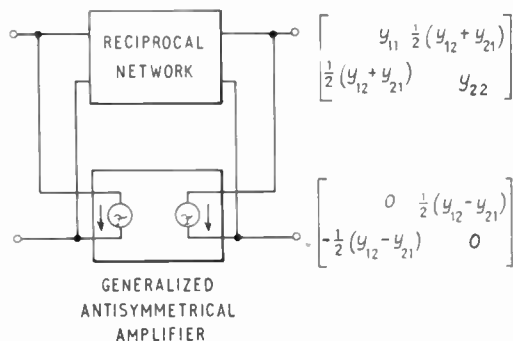 RECIPROCAL
NETWORK
y₁₁ ½(y₁₂+y₂₁)
½(y₁₂+y₂₁) y₂₂
0 ½(y₁₂−y₂₁)
−½(y₁₂−y₂₁) 0
GENERALIZED
ANTISYMMETRICAL
AMPLIFIER